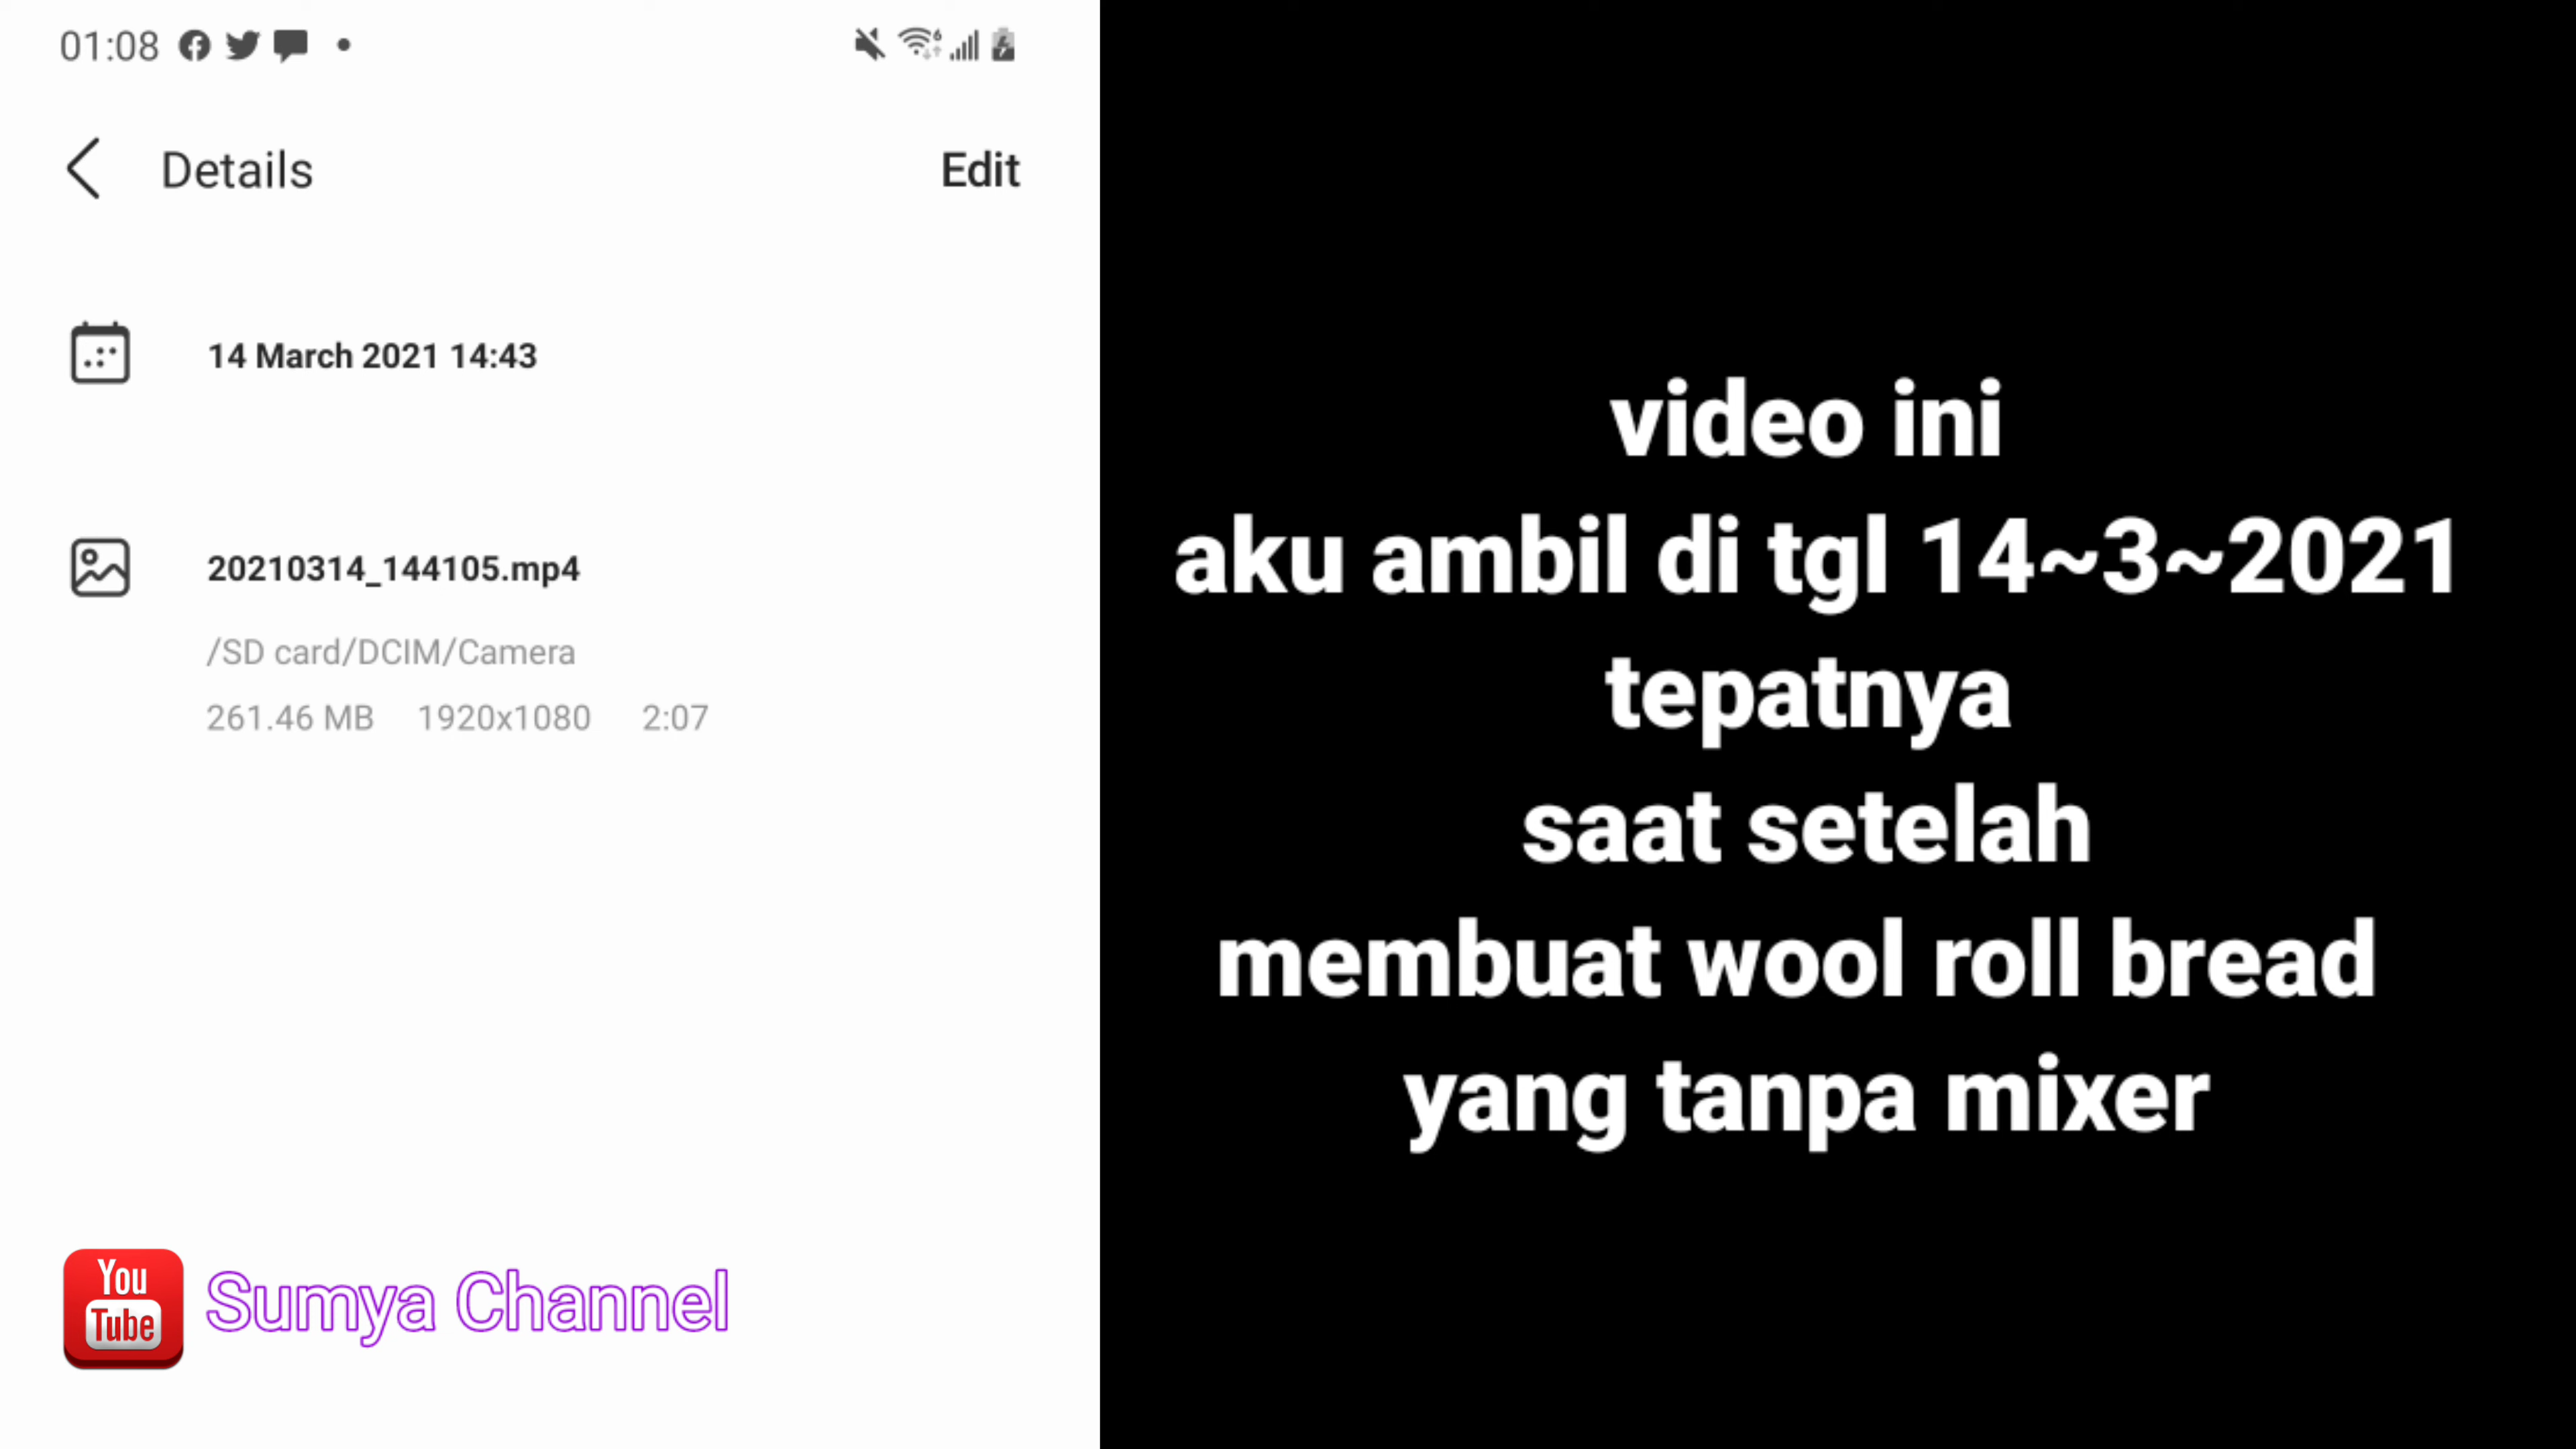 01:08
Details
Edit
14 March 2021 14:43
20210314_144105.mp4
/SD card/DCIM/Camera
261.46 MB 1920x1080 2:07
You
Tube
Sumya Channel
video ini
aku ambil di tgl 14~3~2021
tepatnya
saat setelah
membuat wool roll bread
yang tanpa mixer